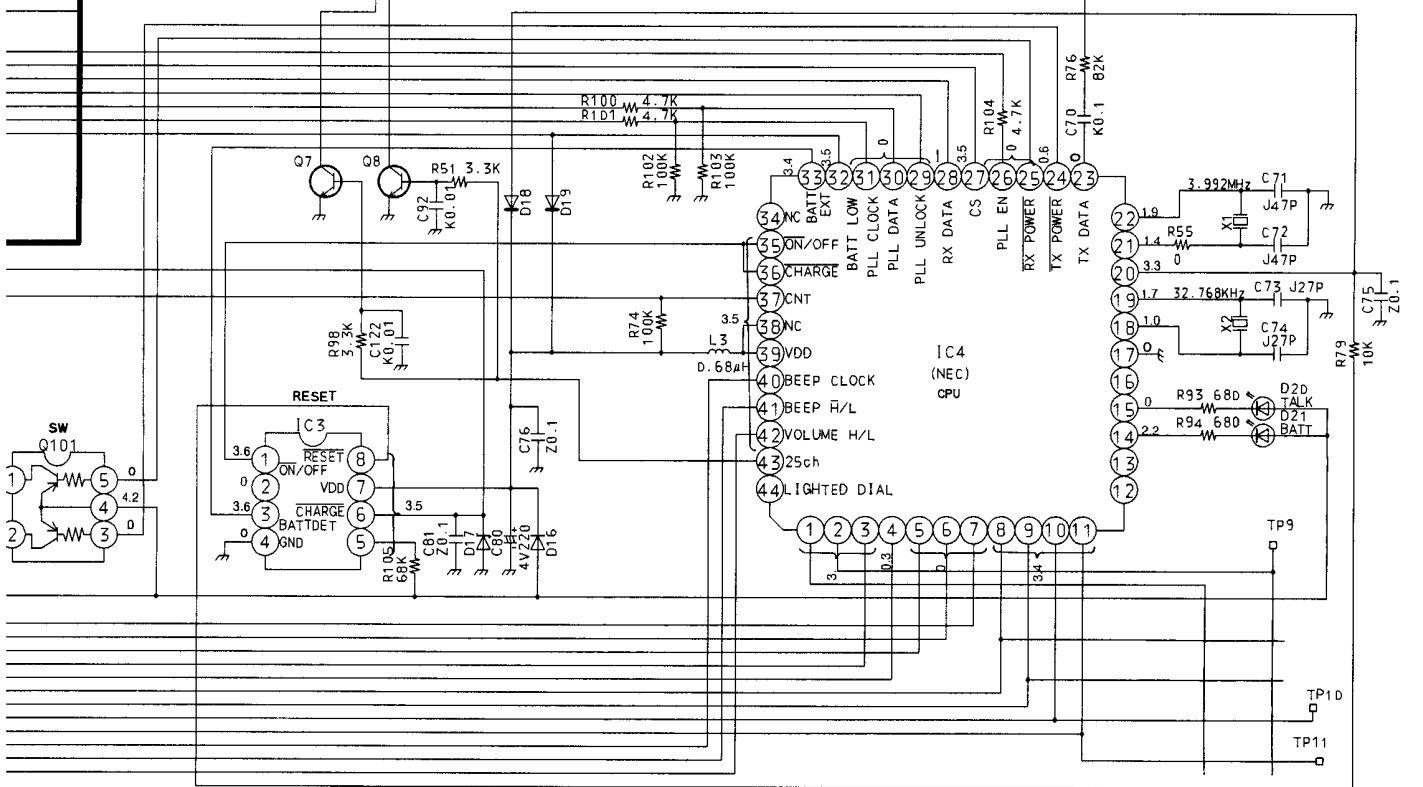 R76
82K
C70
K0.1
R104
4.7K
R100 4.7K
R1D1 4.7K
R102
100K
R103
100K
Q7
Q8
R51 3.3K
C92
K0.01
D18
D19
3.4 3.5 0 1 3.5 0 0.6 0
33 32 31 30 29 28 27 26 25 24 23
BATT
EXT
BATT LOW
PLL CLOCK
PLL DATA
PLL UNLOCK
RX DATA
CS
PLL EN
RX POWER
TX POWER
TX DATA
34 NC
35 ON/OFF
36 CHARGE
37 CNT
3.5 38 NC
39 VDD
40 BEEP CLOCK
41 BEEP H/L
42 VOLUME H/L
43 25ch
44 LIGHTED DIAL
IC4
(NEC)
CPU
22 1.9
21 1.4
20 3.3
19 1.7
18 1.0
17 0
16
15 0
14 2.2
13
12
3.992MHz
C71
J47P
X1
R55
0
C72
J47P
C75
Z0.1
32.768KHz
C73 J27P
X2
C74
J27P
R79
10K
R93 68D
D2D
TALK
R94 680
D21
BATT
R74
100K
L3
D.68μH
R98
3.3K
C122
K0.01
C76
Z0.1
RESET
IC3
3.6 1 ON/OFF
RESET 8
0 2
VDD 7
3.6 3 BATTDET
CHARGE 6 3.5
0 4 GND
5
R105
68K
C81
Z0.1
D17
C80
4V220
D16
SW
Q101
1
5 0
4 4.2
2
3 0
1 2 3 4 5 6 7 8 9 10 11
3 0.3 0 3.4
TP9
TP1D
TP11